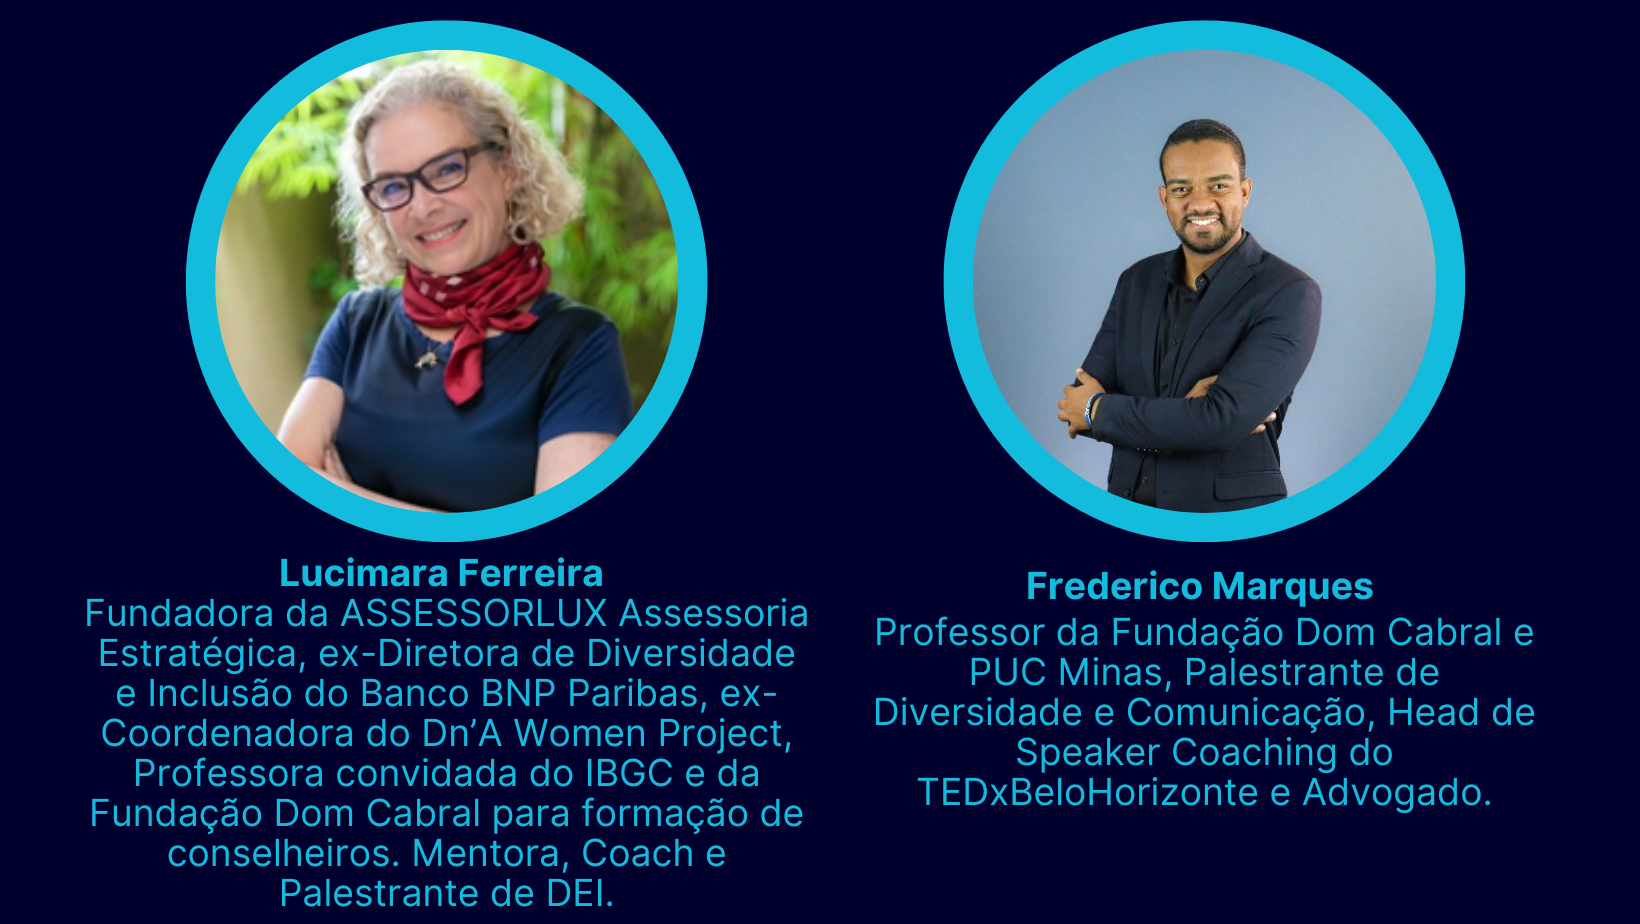 Lucimara Ferreira
Fundadora da ASSESSORLUX Assessoria
Estratégica, ex-Diretora de Diversidade
e Inclusão do Banco BNP Paribas, ex-
Coordenadora do Dn’A Women Project,
Professora convidada do IBGC e da
Fundação Dom Cabral para formação de
conselheiros. Mentora, Coach e
Palestrante de DEI.
Frederico Marques
Professor da Fundação Dom Cabral e
PUC Minas, Palestrante de
Diversidade e Comunicação, Head de
Speaker Coaching do
TEDxBeloHorizonte e Advogado.